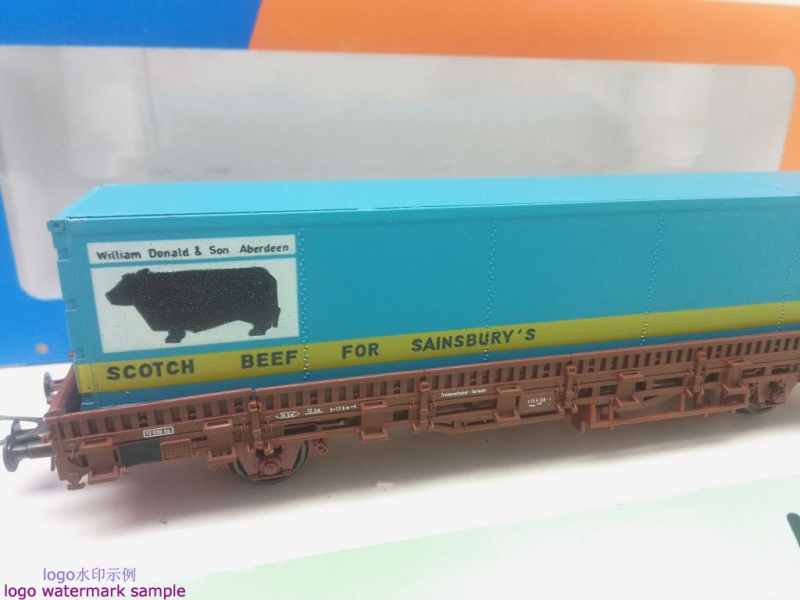 William Donald & Son Aberdeen
SCOTCH BEEF FOR SAINSBURY'S
logo水印示例
logo watermark sample